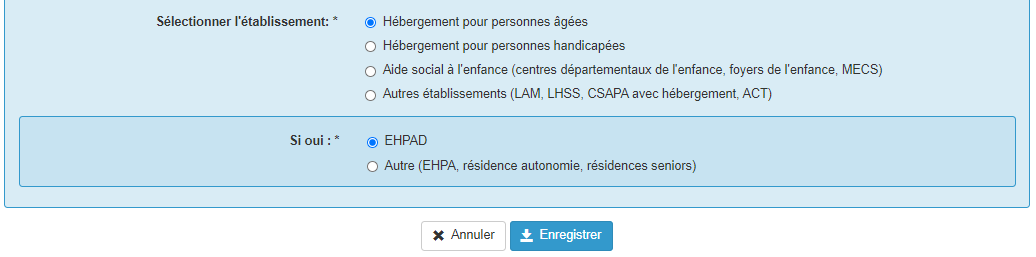 Sélectionner l'établissement: * Hébergement pour personnes âgées
Hébergement pour personnes handicapées
Aide social à l'enfance (centres départementaux de l'enfance, foyers de l'enfance, MECS)
Autres établissements (LAM, LHSS, CSAPA avec hébergement, ACT)
Si oui : * EHPAD
Autre (EHPA, résidence autonomie, résidences seniors)
Annuler Enregistrer